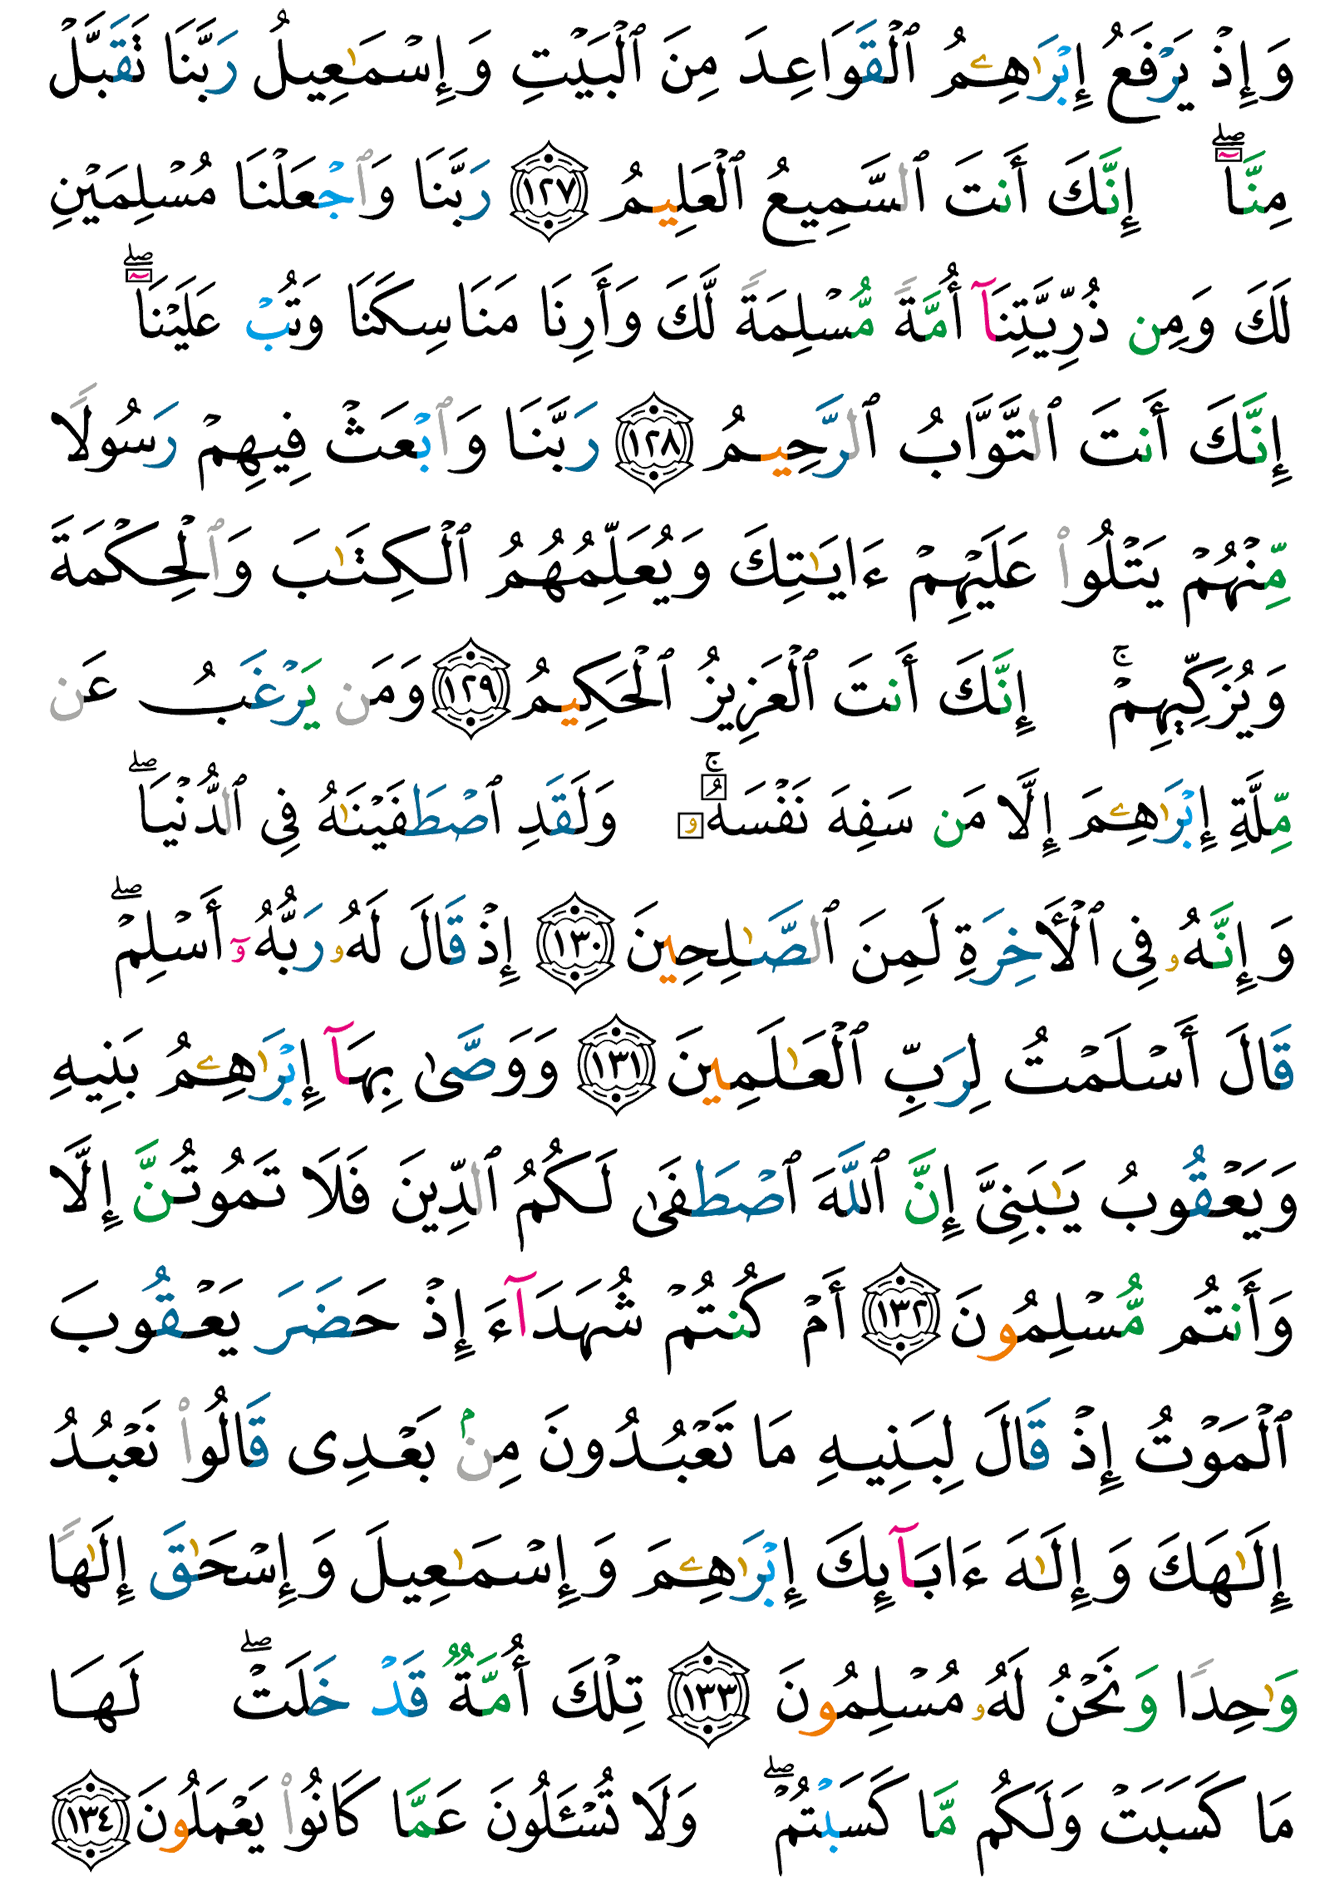 وَإِذْ يَرْفَعُ إِبْرَٰهِـۧمُ ٱلْقَوَاعِدَ مِنَ ٱلْبَيْتِ وَإِسْمَـٰعِيلُ رَبَّنَا تَقَبَّلْ
مِنَّآ ۖ إِنَّكَ أَنتَ ٱلسَّمِيعُ ٱلْعَلِيمُ ١٢٧ رَبَّنَا وَٱجْعَلْنَا مُسْلِمَيْنِ
لَكَ وَمِن ذُرِّيَّتِنَآ أُمَّةً مُّسْلِمَةً لَّكَ وَأَرِنَا مَنَاسِكَنَا وَتُبْ عَلَيْنَآ ۖ
إِنَّكَ أَنتَ ٱلتَّوَّابُ ٱلرَّحِيمُ ١٢٨ رَبَّنَا وَٱبْعَثْ فِيهِمْ رَسُولًا
مِّنْهُمْ يَتْلُوا۟ عَلَيْهِمْ ءَايَـٰتِكَ وَيُعَلِّمُهُمُ ٱلْكِتَـٰبَ وَٱلْحِكْمَةَ
وَيُزَكِّيهِمْ ۚ إِنَّكَ أَنتَ ٱلْعَزِيزُ ٱلْحَكِيمُ ١٢٩ وَمَن يَرْغَبُ عَن
مِّلَّةِ إِبْرَٰهِـۧمَ إِلَّا مَن سَفِهَ نَفْسَهُۥ ۚ وَلَقَدِ ٱصْطَفَيْنَـٰهُ فِى ٱلدُّنْيَا ۖ
وَإِنَّهُۥ فِى ٱلْأَخِرَةِ لَمِنَ ٱلصَّـٰلِحِينَ ١٣٠ إِذْ قَالَ لَهُۥ رَبُّهُۥٓ أَسْلِمْ ۖ
قَالَ أَسْلَمْتُ لِرَبِّ ٱلْعَـٰلَمِينَ ١٣١ وَوَصَّىٰ بِهَآ إِبْرَٰهِـۧمُ بَنِيهِ
وَيَعْقُوبُ يَـٰبَنِىَّ إِنَّ ٱللَّهَ ٱصْطَفَىٰ لَكُمُ ٱلدِّينَ فَلَا تَمُوتُنَّ إِلَّا
وَأَنتُم مُّسْلِمُونَ ١٣٢ أَمْ كُنتُمْ شُهَدَآءَ إِذْ حَضَرَ يَعْقُوبَ
ٱلْمَوْتُ إِذْ قَالَ لِبَنِيهِ مَا تَعْبُدُونَ مِنۢ بَعْدِى قَالُوا۟ نَعْبُدُ
إِلَـٰهَكَ وَإِلَـٰهَ ءَابَآئِكَ إِبْرَٰهِـۧمَ وَإِسْمَـٰعِيلَ وَإِسْحَـٰقَ إِلَـٰهًا
وَٰحِدًا وَنَحْنُ لَهُۥ مُسْلِمُونَ ١٣٣ تِلْكَ أُمَّةٌ قَدْ خَلَتْ ۖ لَهَا
مَا كَسَبَتْ وَلَكُم مَّا كَسَبْتُمْ ۖ وَلَا تُسْـَٔلُونَ عَمَّا كَانُوا۟ يَعْمَلُونَ ١٣٤